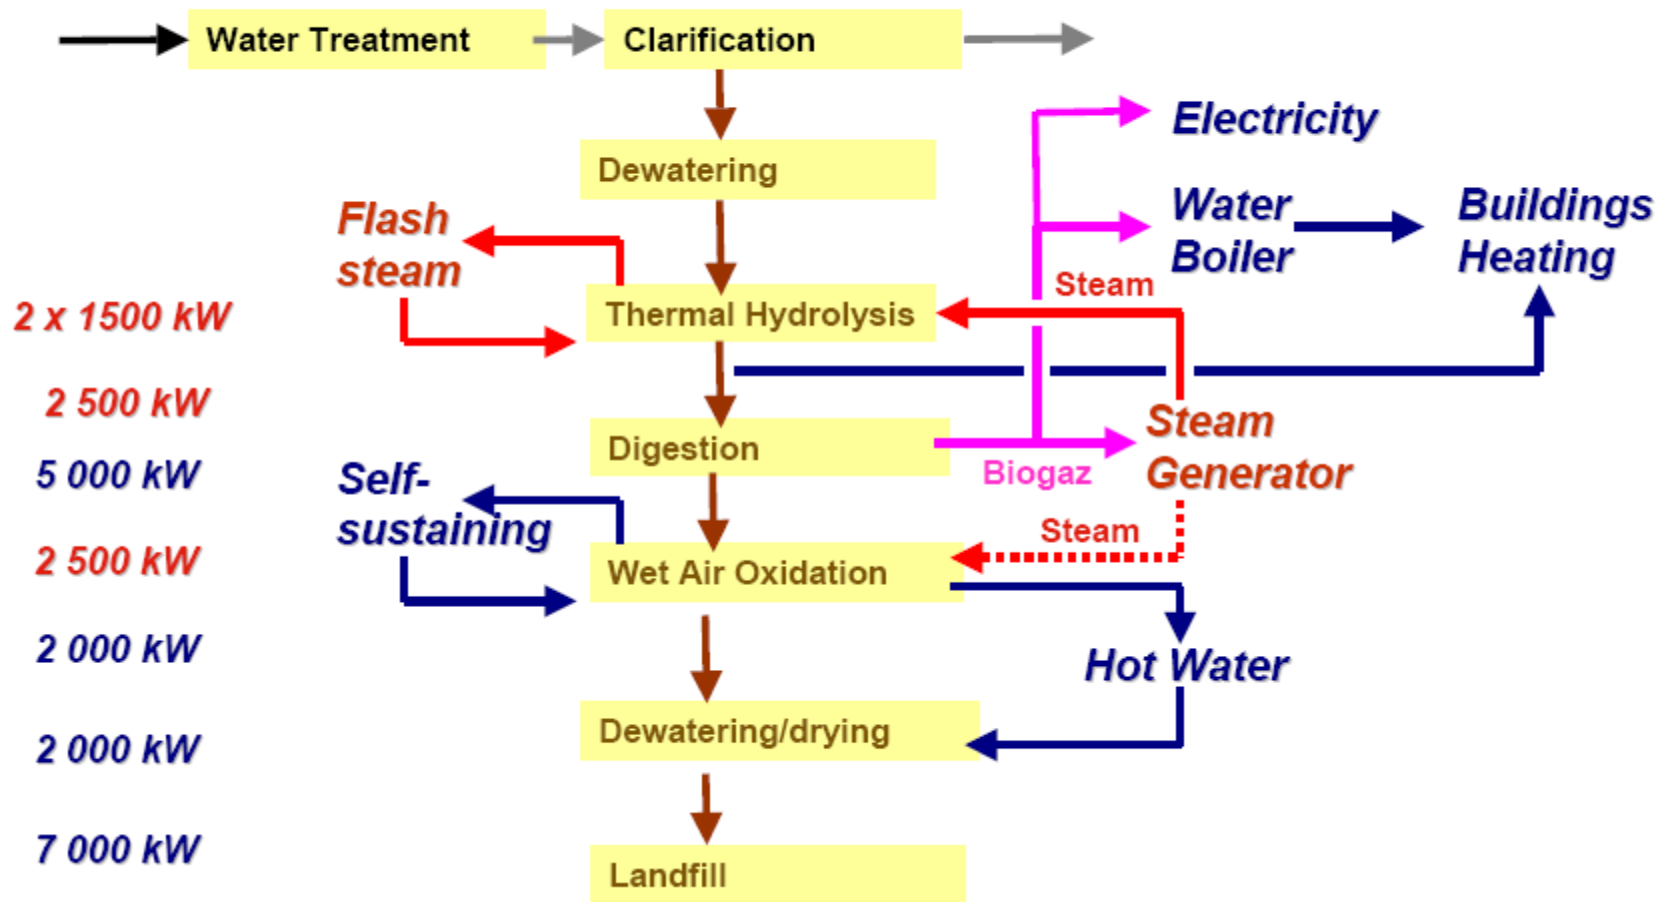 Water Treatment
Clarification
Electricity
Dewatering
Water
Boiler
Buildings
Heating
Flash
steam
Steam
2 x 1500 kW
Thermal Hydrolysis
2 500 kW
Steam
Generator
Digestion
Biogaz
5 000 kW
Self-
sustaining
Steam
2 500 kW
Wet Air Oxidation
2 000 kW
Hot Water
Dewatering/drying
2 000 kW
7 000 kW
Landfill